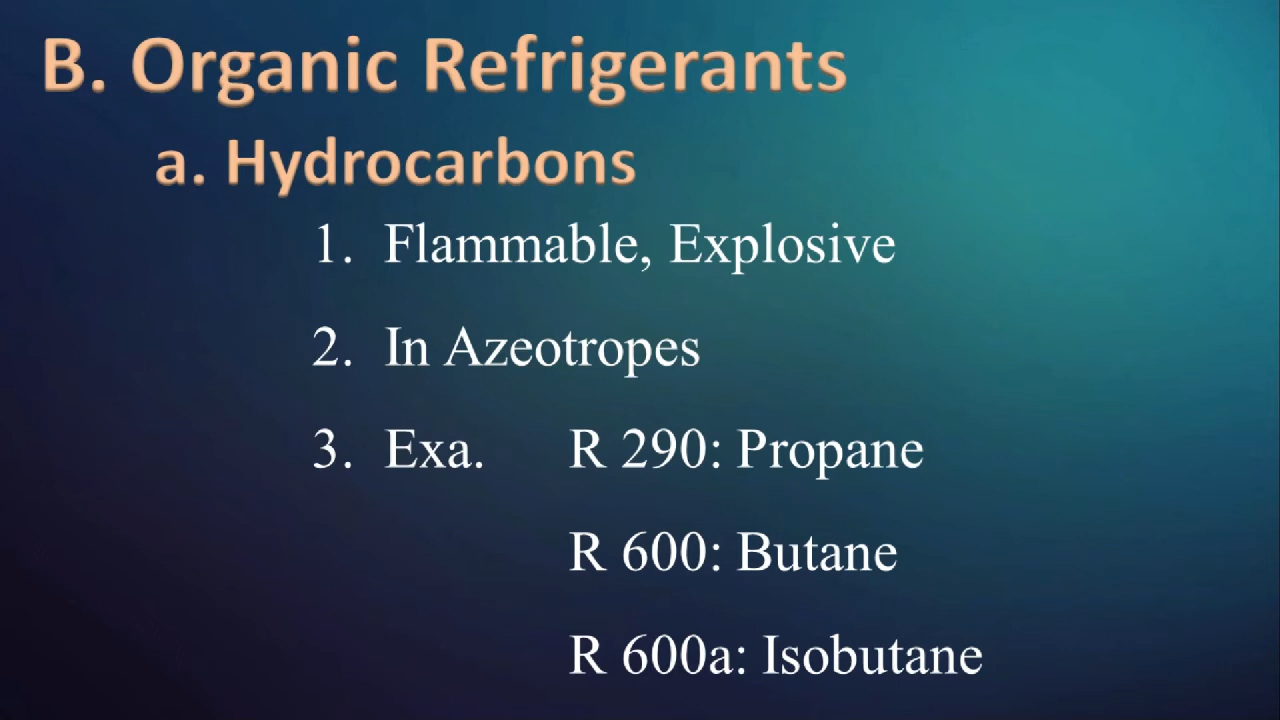 B. Organic Refrigerants
a. Hydrocarbons
1. Flammable, Explosive
2. In Azeotropes
3. Exa. R 290: Propane
R 600: Butane
R 600a: Isobutane